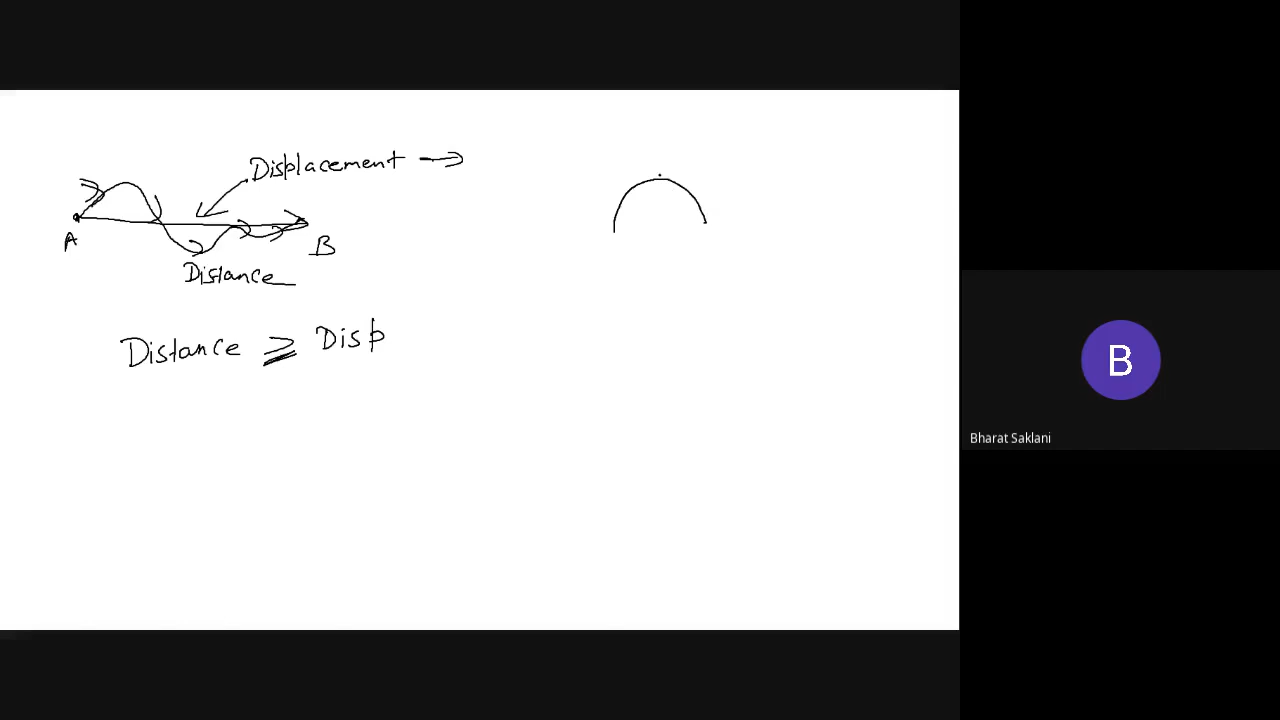 Displacement →
A
B
Distance
Distance ≥ Disp
B
Bharat Saklani